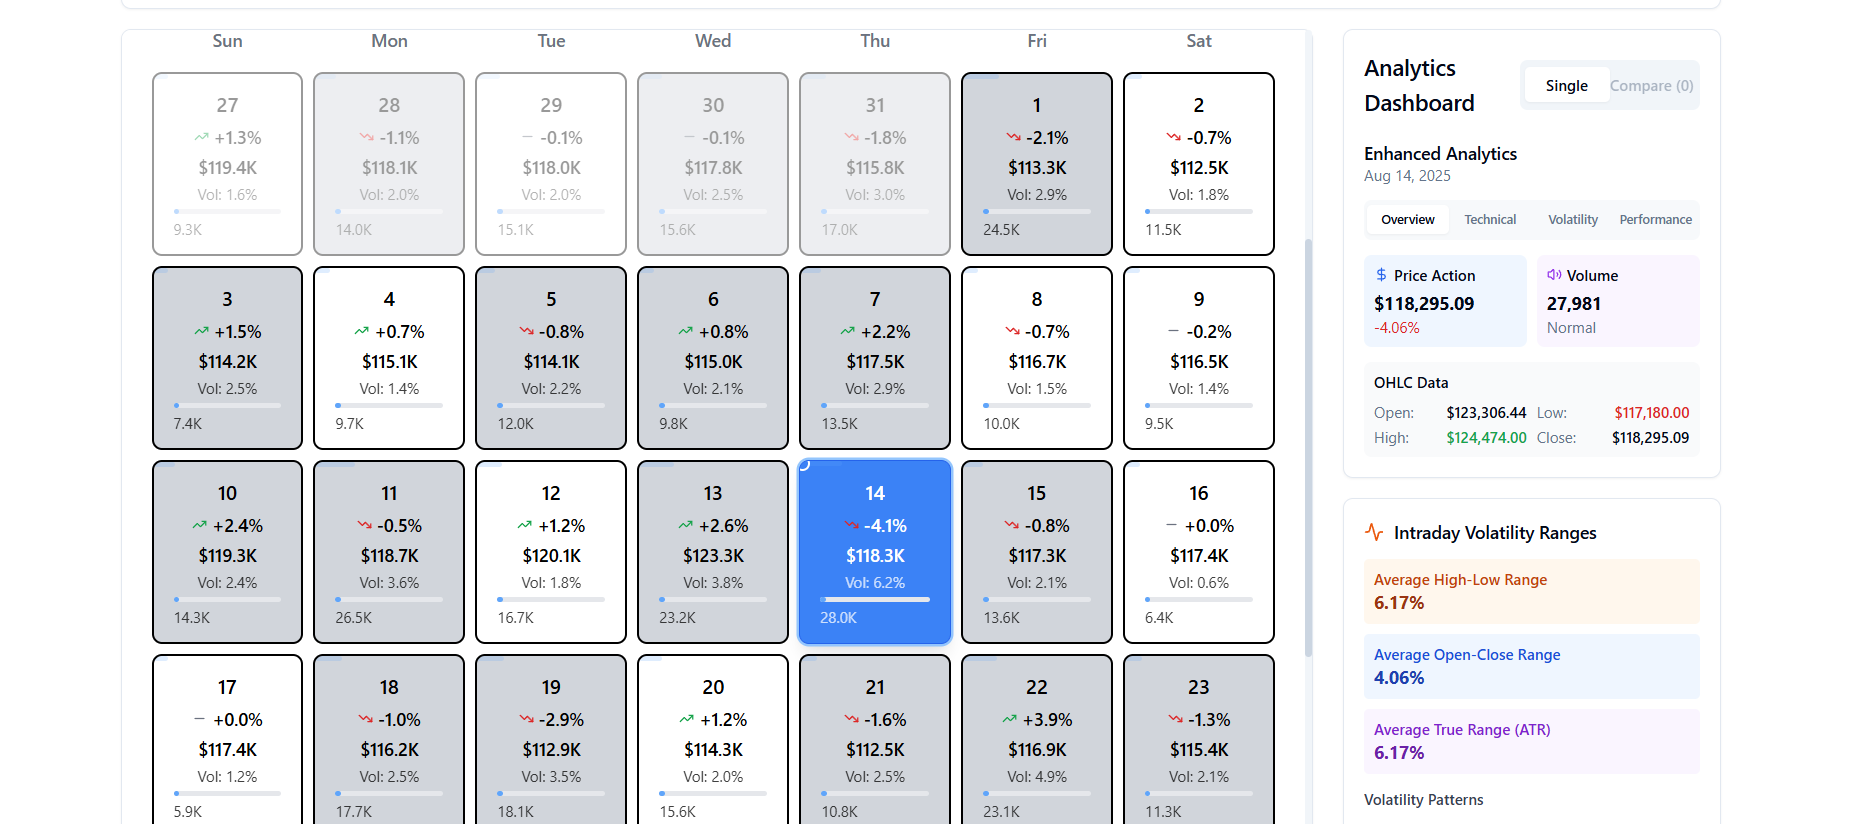 Sun Mon Tue Wed Thu Fri Sat
27 28 29 30 31 1 2
+1.3% -1.1% -0.1% -0.1% -1.8% -2.1% -0.7%
$119.4K $118.1K $118.0K $117.8K $115.8K $113.3K $112.5K
Vol: 1.6% Vol: 2.0% Vol: 2.0% Vol: 2.5% Vol: 3.0% Vol: 2.9% Vol: 1.8%
9.3K 14.0K 15.1K 15.6K 17.0K 24.5K 11.5K
3 4 5 6 7 8 9
+1.5% +0.7% -0.8% +0.8% +2.2% -0.7% -0.2%
$114.2K $115.1K $114.1K $115.0K $117.5K $116.7K $116.5K
Vol: 2.5% Vol: 1.4% Vol: 2.2% Vol: 2.1% Vol: 2.9% Vol: 1.5% Vol: 1.4%
7.4K 9.7K 12.0K 9.8K 13.5K 10.0K 9.5K
10 11 12 13 14 15 16
+2.4% -0.5% +1.2% +2.6% -4.1% -0.8% +0.0%
$119.3K $118.7K $120.1K $123.3K $118.3K $117.3K $117.4K
Vol: 2.4% Vol: 3.6% Vol: 1.8% Vol: 3.8% Vol: 6.2% Vol: 2.1% Vol: 0.6%
14.3K 26.5K 16.7K 23.2K 28.0K 13.6K 6.4K
17 18 19 20 21 22 23
+0.0% -1.0% -2.9% +1.2% -1.6% +3.9% -1.3%
$117.4K $116.2K $112.9K $114.3K $112.5K $116.9K $115.4K
Vol: 1.2% Vol: 2.5% Vol: 3.5% Vol: 2.0% Vol: 2.5% Vol: 4.9% Vol: 2.1%
5.9K 17.7K 18.1K 15.6K 10.8K 23.1K 11.3K
Analytics
Dashboard
Single Compare (0)
Enhanced Analytics
Aug 14, 2025
Overview Technical Volatility Performance
Price Action
$118,295.09
-4.06%
Volume
27,981
Normal
OHLC Data
Open: $123,306.44 Low: $117,180.00
High: $124,474.00 Close: $118,295.09
Intraday Volatility Ranges
Average High-Low Range
6.17%
Average Open-Close Range
4.06%
Average True Range (ATR)
6.17%
Volatility Patterns